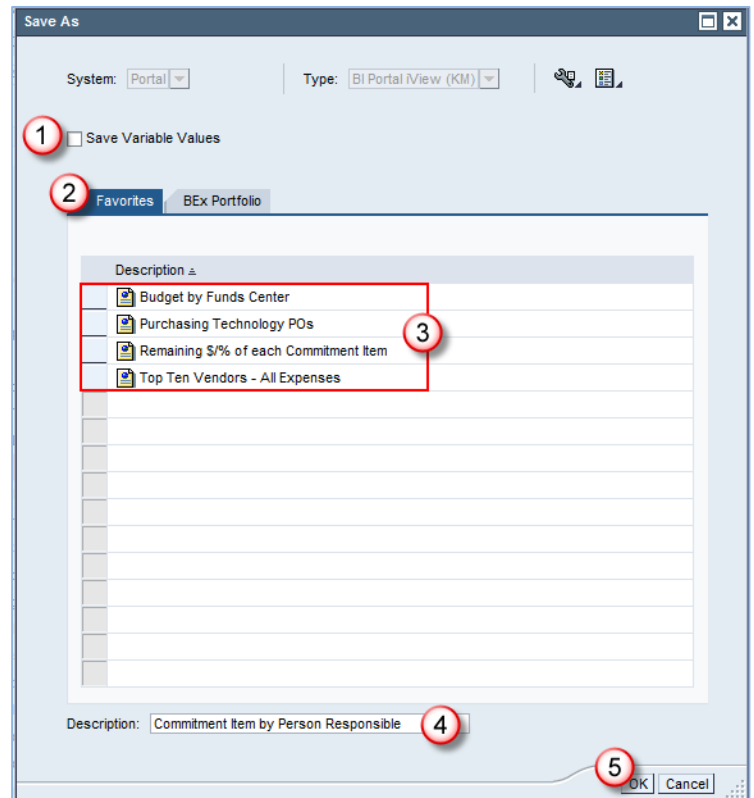 Save As
System: Portal Type: BI Portal iView (KM)
1 Save Variable Values
2 Favorites BEx Portfolio
Description
Budget by Funds Center
Purchasing Technology POs
3
Remaining $/% of each Commitment Item
Top Ten Vendors - All Expenses
Description: Commitment Item by Person Responsible 4
5
OK Cancel